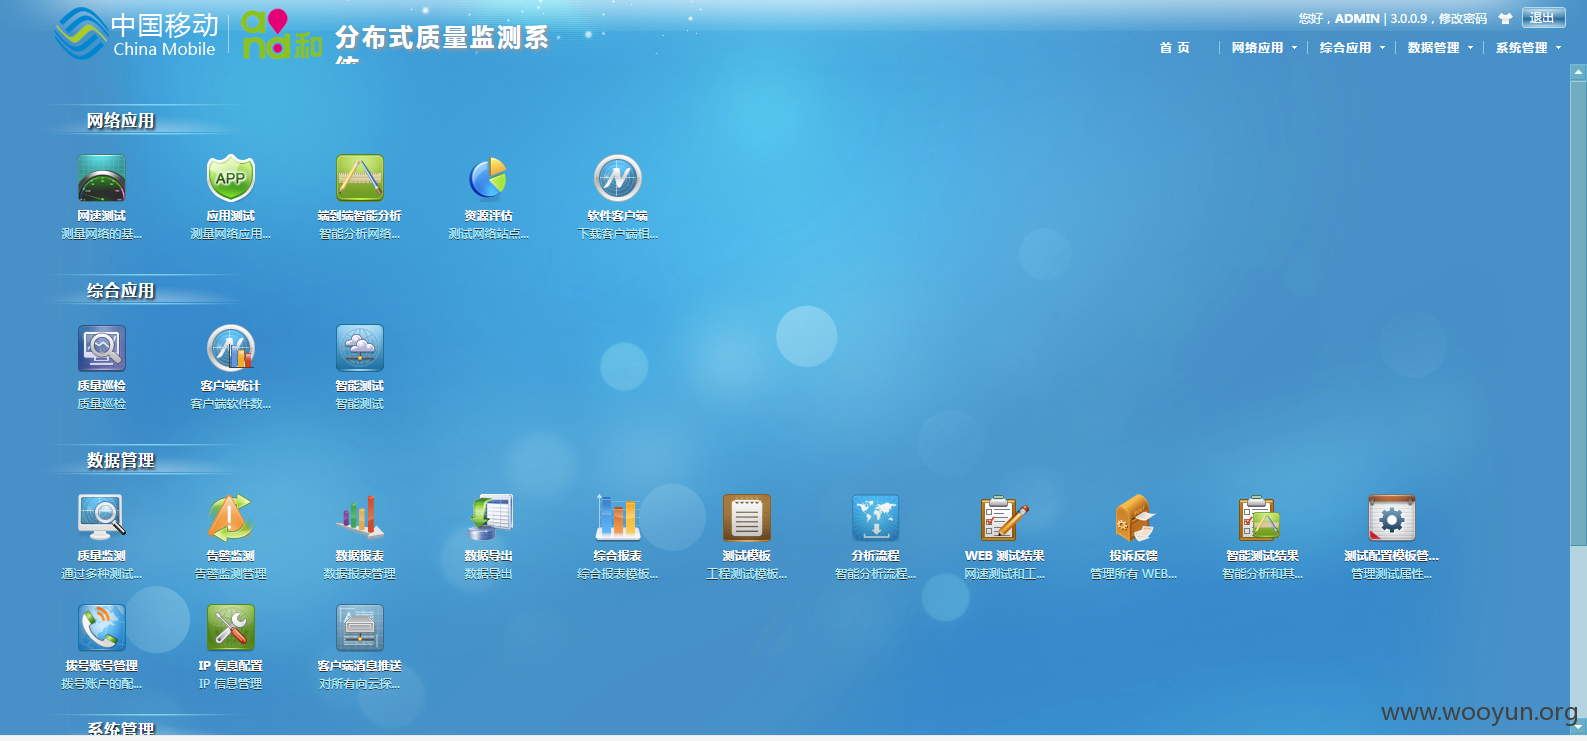 中国移动
China Mobile
and和
分布式质量监测系
统
您好，ADMIN | 3.0.0.9，修改密码 退出
首 页 网络应用 综合应用 数据管理 系统管理
网络应用
网速测试 应用测试 端到端智能分析 资源评估 软件客户端
测量网络的基... 测量网络应用... 智能分析网络... 测试网络站点... 下载客户端相...
综合应用
质量巡检 客户端统计 智能测试
质量巡检 客户端软件数... 智能测试
数据管理
质量监测 告警监测 数据报表 数据导出 综合报表 测试模板 分析流程 WEB 测试结果 投诉反馈 智能测试结果 测试配置模板管...
通过多种测试... 告警监测管理 数据报表管理 数据导出 综合报表模板... 工程测试模板... 智能分析流程... 网速测试和工... 管理所有 WEB... 智能分析和其... 管理测试属性...
拨号账号管理 IP 信息配置 客户端消息推送
拨号账户的配... IP 信息管理 对所有向云探...
系统管理
www.wooyun.org
APP